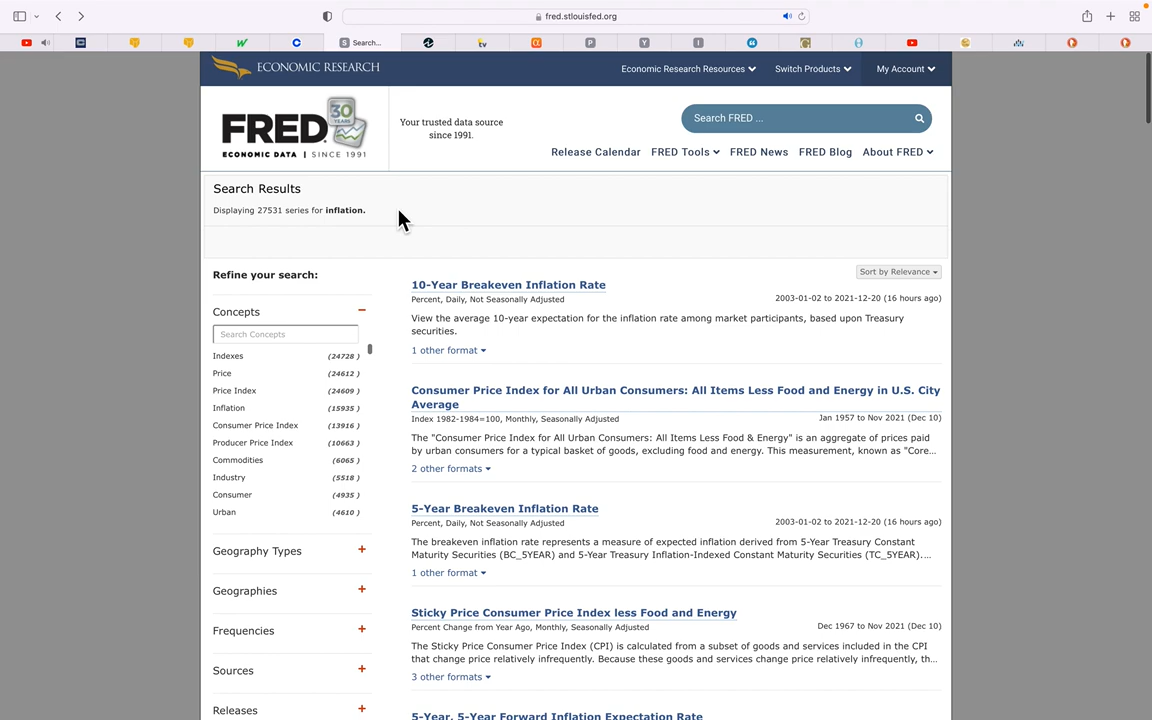 fred.stlouisfed.org
Search...
ECONOMIC RESEARCH
Economic Research Resources
Switch Products
My Account
FRED
30
YEARS
ECONOMIC DATA | SINCE 1991
Your trusted data source
since 1991.
Search FRED ...
Release Calendar
FRED Tools
FRED News
FRED Blog
About FRED
Search Results
Displaying 27531 series for inflation.
Refine your search:
Concepts
Search Concepts
Indexes (24728 )
Price (24612 )
Price Index (24609 )
Inflation (15935 )
Consumer Price Index (13916 )
Producer Price Index (10663 )
Commodities (6065 )
Industry (5518 )
Consumer (4935 )
Urban (4610 )
Geography Types
Geographies
Frequencies
Sources
Releases
Sort by Relevance
10-Year Breakeven Inflation Rate
Percent, Daily, Not Seasonally Adjusted
2003-01-02 to 2021-12-20 (16 hours ago)
View the average 10-year expectation for the inflation rate among market participants, based upon Treasury
securities.
1 other format
Consumer Price Index for All Urban Consumers: All Items Less Food and Energy in U.S. City
Average
Index 1982-1984=100, Monthly, Seasonally Adjusted
Jan 1957 to Nov 2021 (Dec 10)
The "Consumer Price Index for All Urban Consumers: All Items Less Food & Energy" is an aggregate of prices paid
by urban consumers for a typical basket of goods, excluding food and energy. This measurement, known as "Core...
2 other formats
5-Year Breakeven Inflation Rate
Percent, Daily, Not Seasonally Adjusted
2003-01-02 to 2021-12-20 (16 hours ago)
The breakeven inflation rate represents a measure of expected inflation derived from 5-Year Treasury Constant
Maturity Securities (BC_5YEAR) and 5-Year Treasury Inflation-Indexed Constant Maturity Securities (TC_5YEAR)....
1 other format
Sticky Price Consumer Price Index less Food and Energy
Percent Change from Year Ago, Monthly, Seasonally Adjusted
Dec 1967 to Nov 2021 (Dec 10)
The Sticky Price Consumer Price Index (CPI) is calculated from a subset of goods and services included in the CPI
that change price relatively infrequently. Because these goods and services change price relatively infrequently, th...
3 other formats
5-Year, 5-Year Forward Inflation Expectation Rate